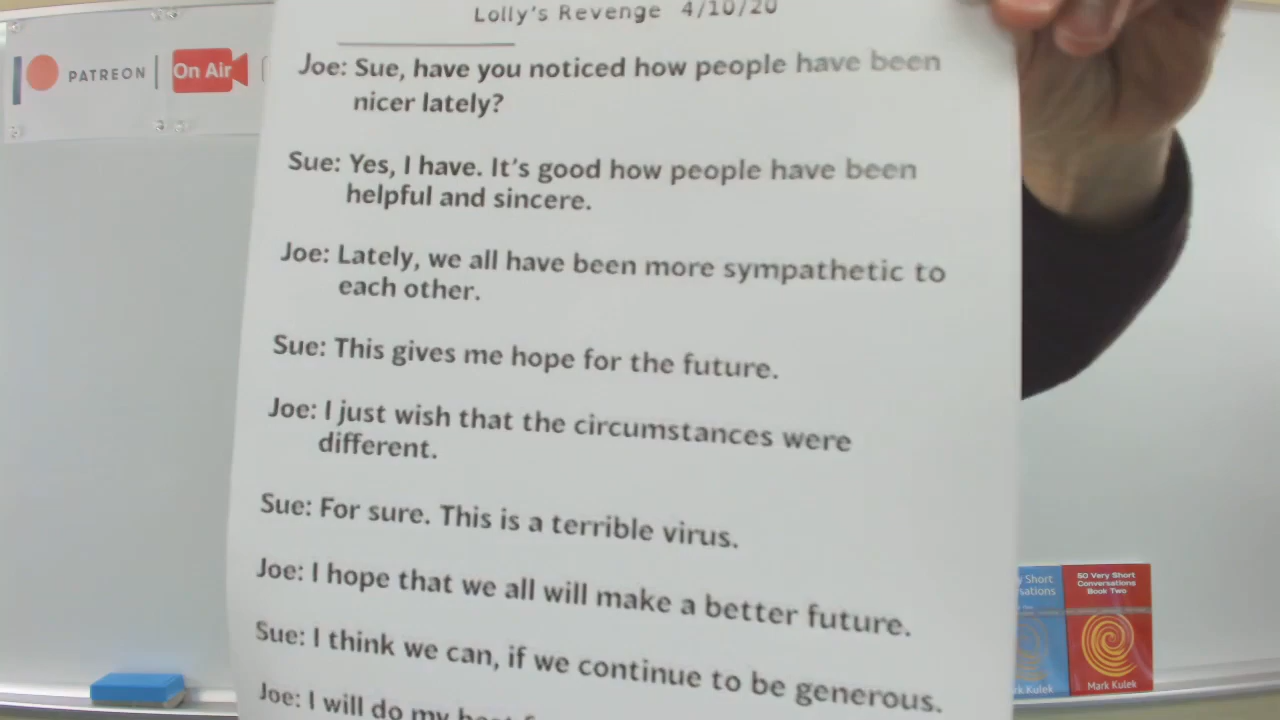 Lolly's Revenge 4/10/20
PATREON
On Air
Joe: Sue, have you noticed how people have been
nicer lately?
Sue: Yes, I have. It's good how people have been
helpful and sincere.
Joe: Lately, we all have been more sympathetic to
each other.
Sue: This gives me hope for the future.
Joe: I just wish that the circumstances were
different.
Sue: For sure. This is a terrible virus.
Joe: I hope that we all will make a better future.
Sue: I think we can, if we continue to be generous.
Joe: I will do my
Short
50 Very Short
Conversations
Book Two
Mark Kulek
Kulek